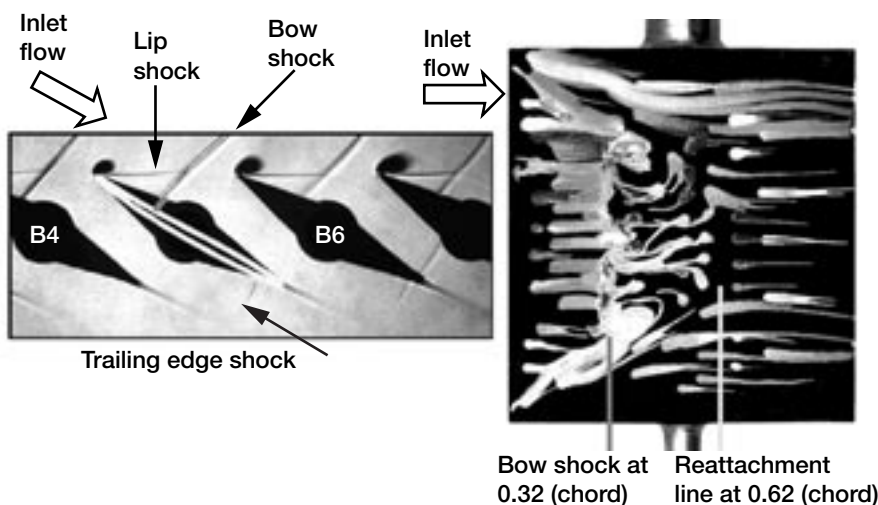 Inlet
flow
Lip
shock
Bow
shock
Inlet
flow
B4
B6
Trailing edge shock
Bow shock at
0.32 (chord)
Reattachment
line at 0.62 (chord)